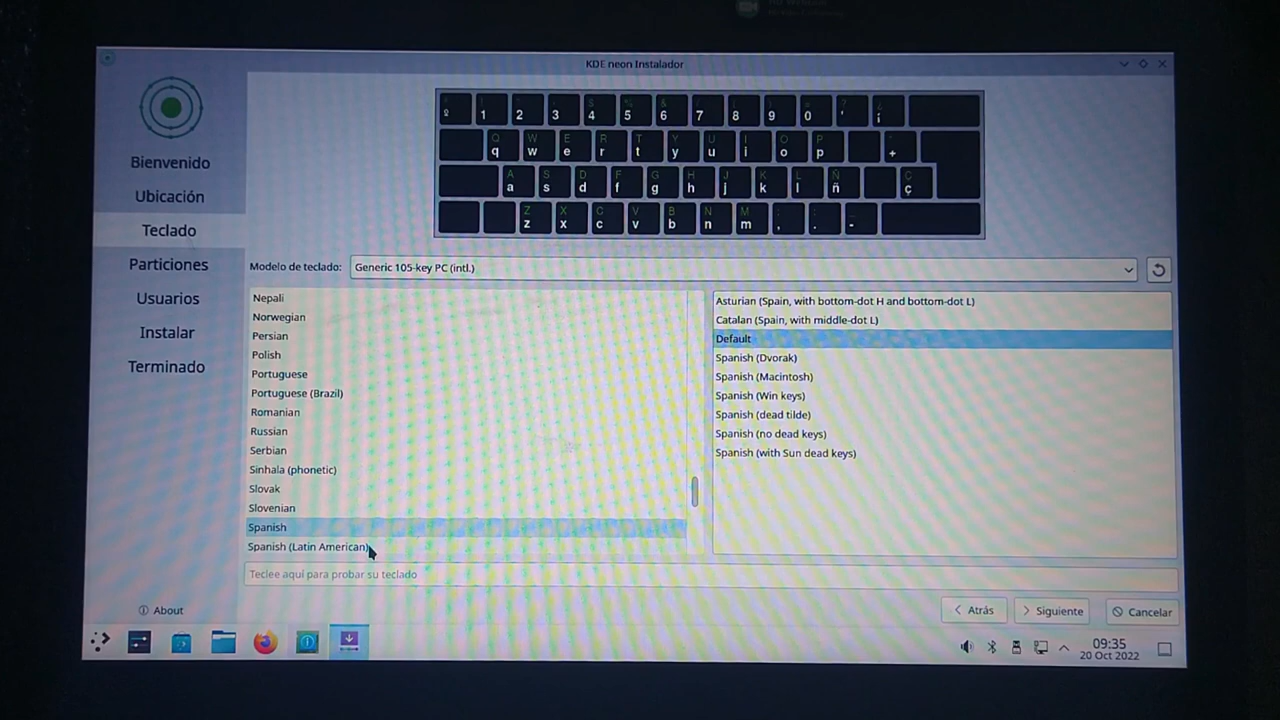 KDE neon Instalador
Bienvenido
Ubicación
Teclado
Particiones
Usuarios
Instalar
Terminado
º 1 2 3 4 5 6 7 8 9 0 ' ¡
Q W E R T Y U I O P
q w e r t y u i o p +
A S D F G H J K L Ñ Ç
a s d f g h j k l ñ ç
Z X C V B N M ; : _
z x c v b n m , . -
Modelo de teclado: Generic 105-key PC (intl.)
Nepali
Norwegian
Persian
Polish
Portuguese
Portuguese (Brazil)
Romanian
Russian
Serbian
Sinhala (phonetic)
Slovak
Slovenian
Spanish
Spanish (Latin American)
Asturian (Spain, with bottom-dot H and bottom-dot L)
Catalan (Spain, with middle-dot L)
Default
Spanish (Dvorak)
Spanish (Macintosh)
Spanish (Win keys)
Spanish (dead tilde)
Spanish (no dead keys)
Spanish (with Sun dead keys)
Teclee aquí para probar su teclado
About
Atrás
Siguiente
Cancelar
09:35
20 Oct 2022